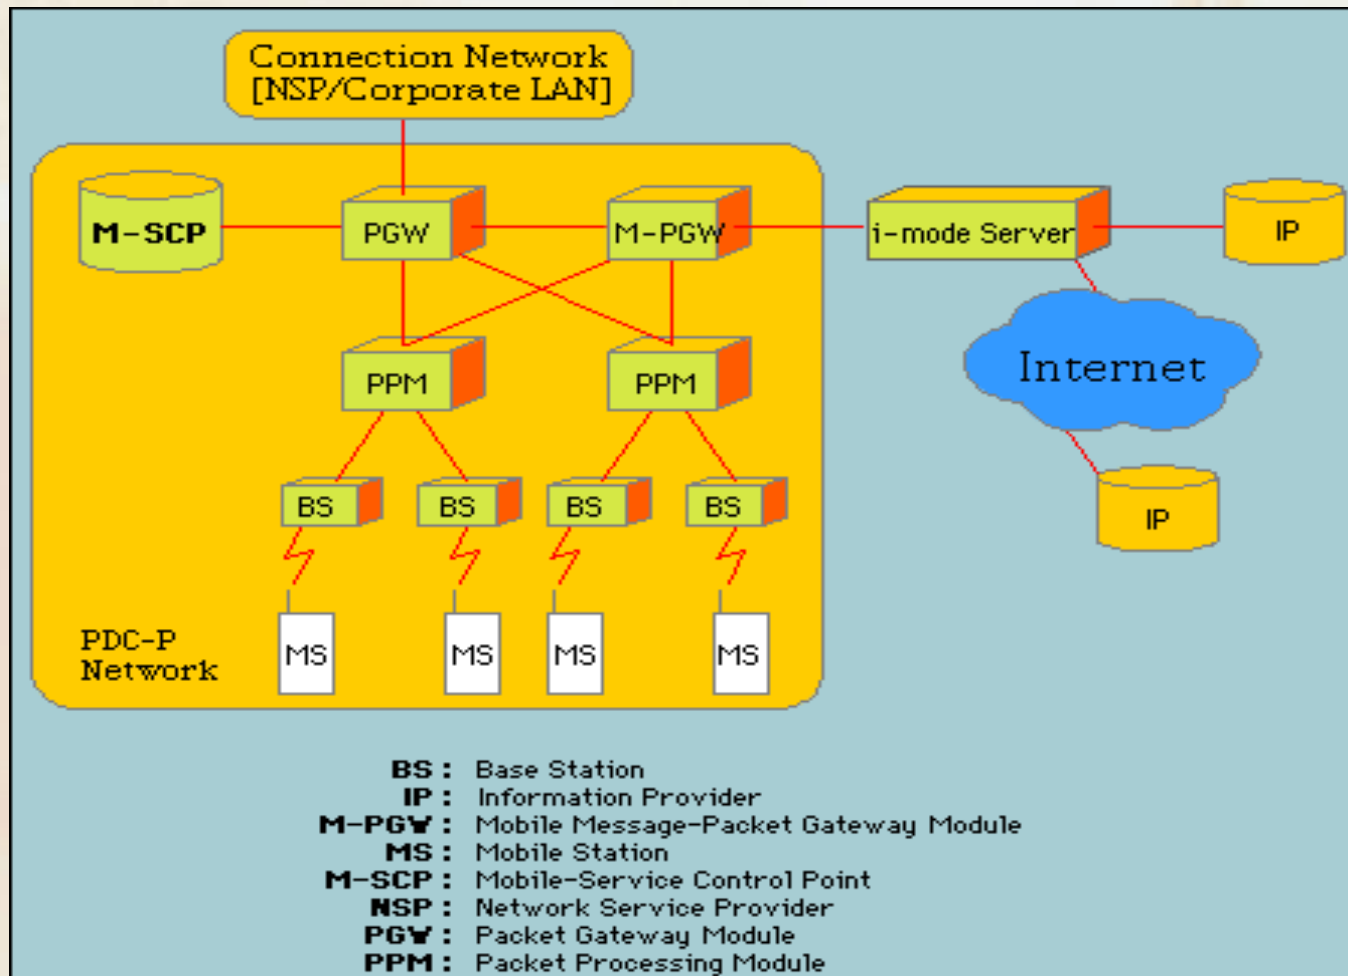 Connection Network
[NSP/Corporate LAN]
M-SCP
PGW
M-PGW
i-mode Server
IP
PPM
PPM
Internet
BS
BS
BS
BS
IP
MS
MS
MS
MS
PDC-P
Network
BS : Base Station
IP : Information Provider
M-PGW : Mobile Message-Packet Gateway Module
MS : Mobile Station
M-SCP : Mobile-Service Control Point
NSP : Network Service Provider
PGW : Packet Gateway Module
PPM : Packet Processing Module